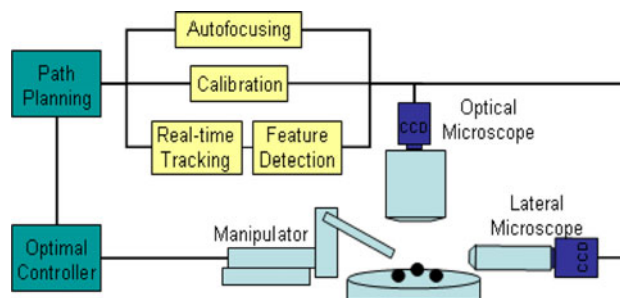 Autofocusing
Path
Planning
Calibration
Real-time
Tracking
Feature
Detection
CCD
Optical
Microscope
Optimal
Controller
Manipulator
Lateral
Microscope
CCD